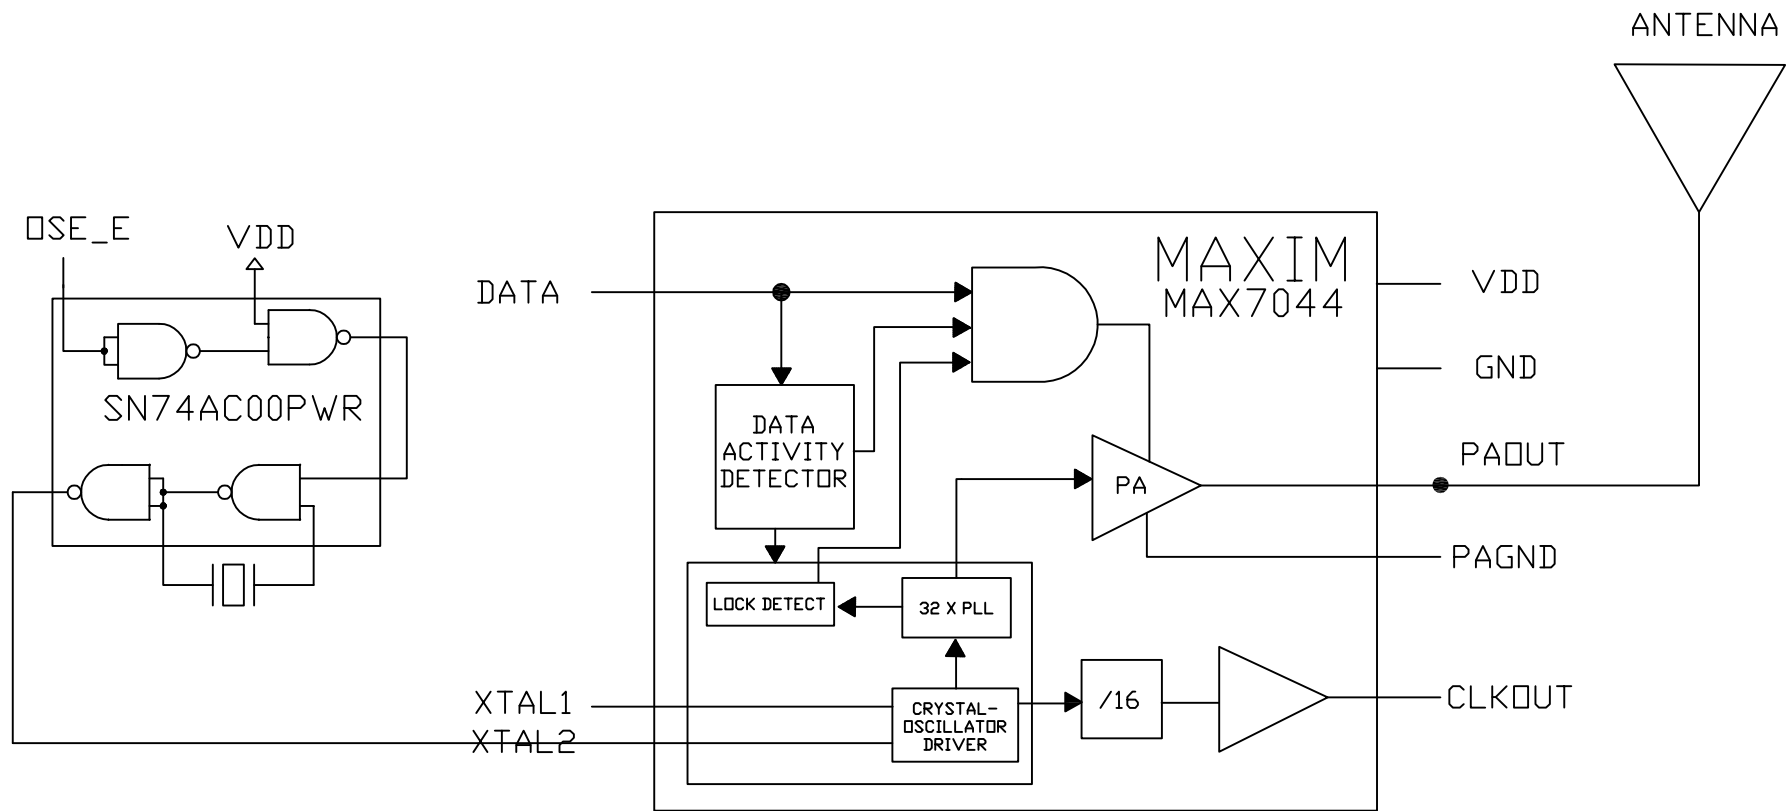 ANTENNA
OSE_E
VDD
SN74AC00PWR
DATA
MAXIM
MAX7044
VDD
GND
PAOUT
PAGND
DATA
ACTIVITY
DETECTOR
PA
LOCK DETECT
32 X PLL
XTAL1
XTAL2
CRYSTAL-
OSCILLATOR
DRIVER
/16
CLKOUT